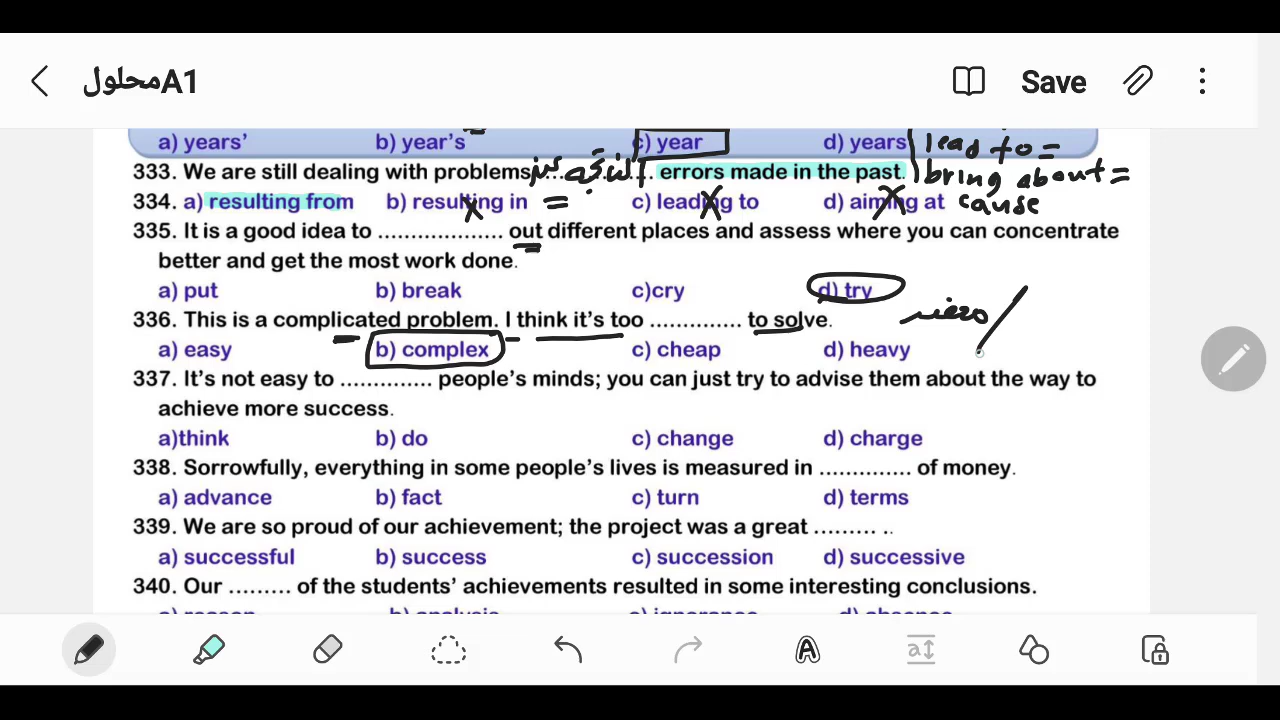 محلولA1
Save
a) years’ b) year’s c) year d) years lead to =
333. We are still dealing with problems.... .... errors made in the past. bring about =
334. a) resulting from b) resulting in = c) leading to d) aiming at cause
335. It is a good idea to .................. out different places and assess where you can concentrate
better and get the most work done.
a) put b) break c)cry d) try
336. This is a complicated problem. I think it’s too .............. to solve.
a) easy b) complex c) cheap d) heavy
337. It’s not easy to .............. people’s minds; you can just try to advise them about the way to
achieve more success.
a)think b) do c) change d) charge
338. Sorrowfully, everything in some people’s lives is measured in .............. of money.
a) advance b) fact c) turn d) terms
339. We are so proud of our achievement; the project was a great ......... ..
a) successful b) success c) succession d) successive
340. Our ......... of the students’ achievements resulted in some interesting conclusions.
a) reason b) analysis c) ignorance d) absence